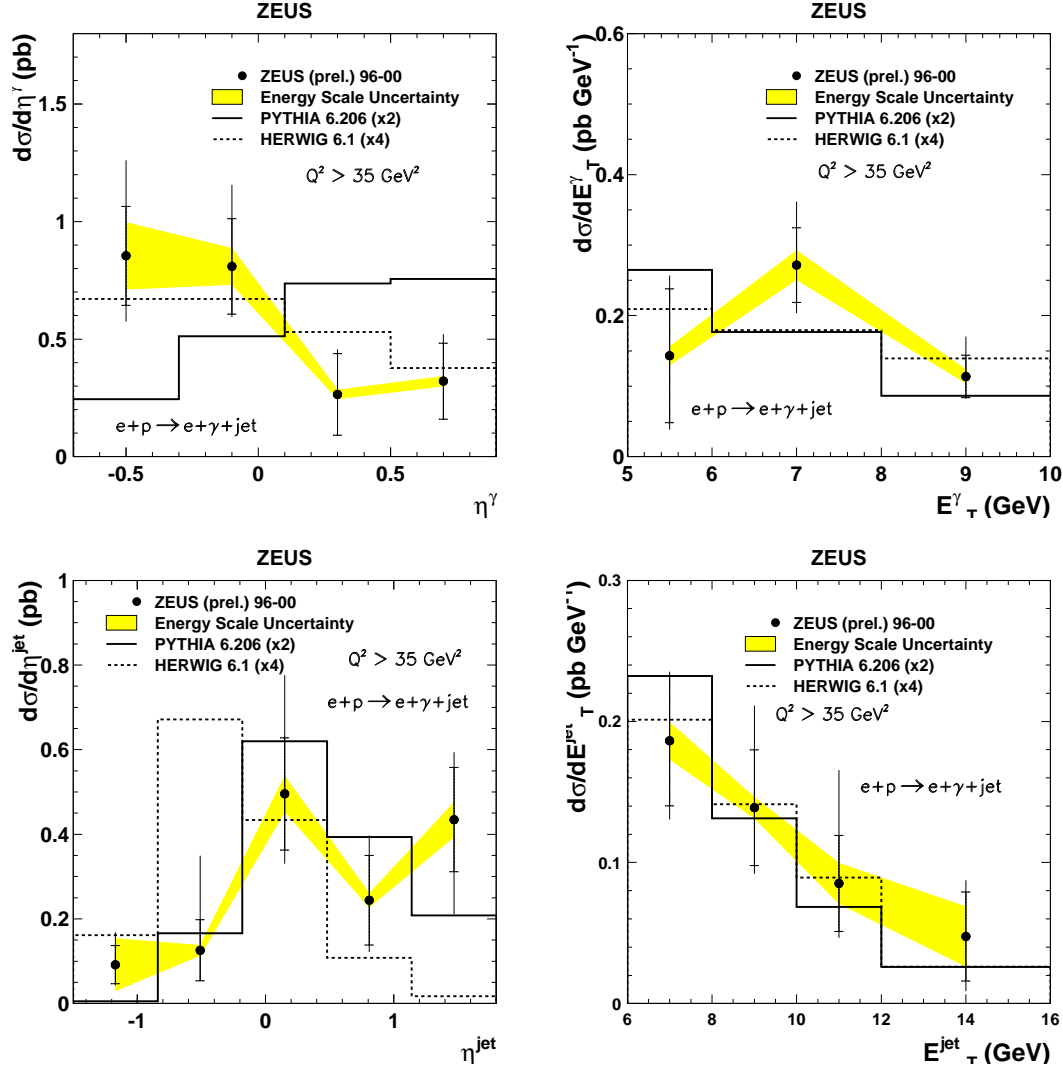 ZEUS
dσ/dη^γ (pb)
ZEUS (prel.) 96-00
Energy Scale Uncertainty
PYTHIA 6.206 (x2)
HERWIG 6.1 (x4)
Q² > 35 GeV²
e+p → e+γ+jet
0
0.5
1
1.5
-0.5 0 0.5
η^γ
ZEUS
dσ/dE^γ_T (pb GeV⁻¹)
ZEUS (prel.) 96-00
Energy Scale Uncertainty
PYTHIA 6.206 (x2)
HERWIG 6.1 (x4)
Q² > 35 GeV²
e+p → e+γ+jet
0
0.2
0.4
0.6
5 6 7 8 9 10
E^γ_T (GeV)
ZEUS
dσ/dη^jet (pb)
ZEUS (prel.) 96-00
Energy Scale Uncertainty
PYTHIA 6.206 (x2)
HERWIG 6.1 (x4)
Q² > 35 GeV²
e+p → e+γ+jet
0
0.2
0.4
0.6
0.8
1
-1 0 1
η^jet
ZEUS
dσ/dE^jet_T (pb GeV⁻¹)
ZEUS (prel.) 96-00
Energy Scale Uncertainty
PYTHIA 6.206 (x2)
HERWIG 6.1 (x4)
Q² > 35 GeV²
e+p → e+γ+jet
0
0.1
0.2
0.3
6 8 10 12 14 16
E^jet_T (GeV)